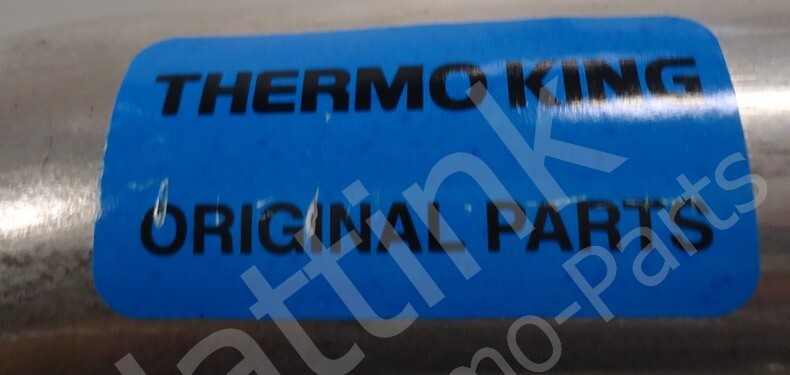 THERMO KING
ORIGINAL PARTS